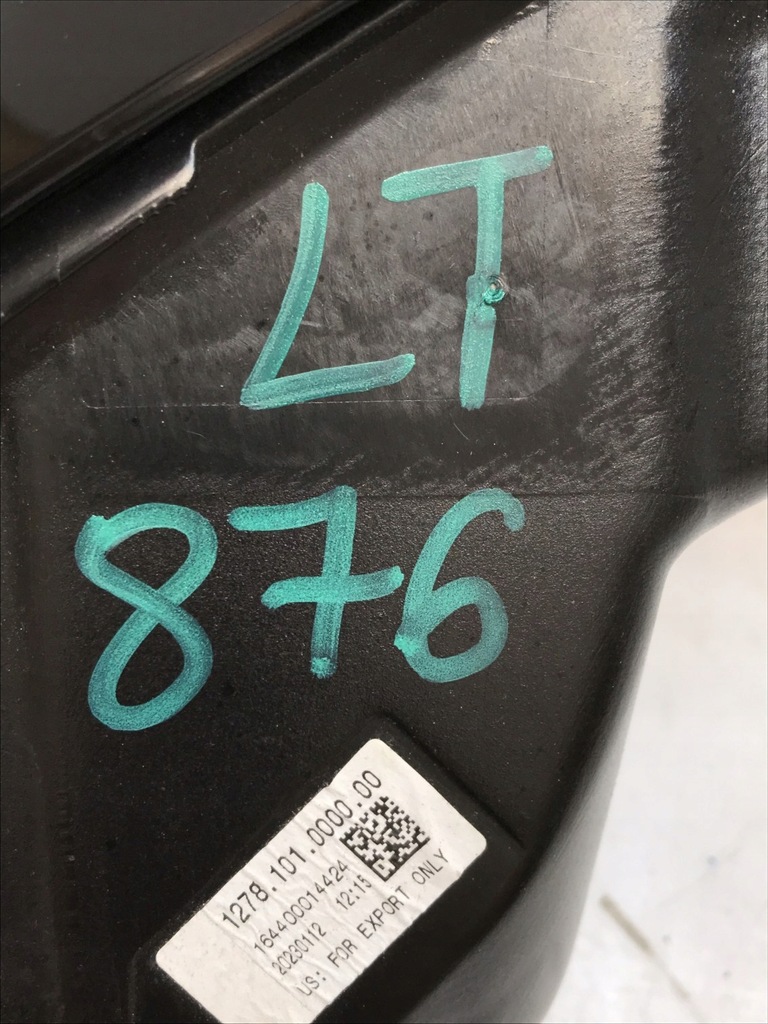 LT
876
1278.101.0000.00
164400014424
20230112 12:15
US: FOR EXPORT ONLY